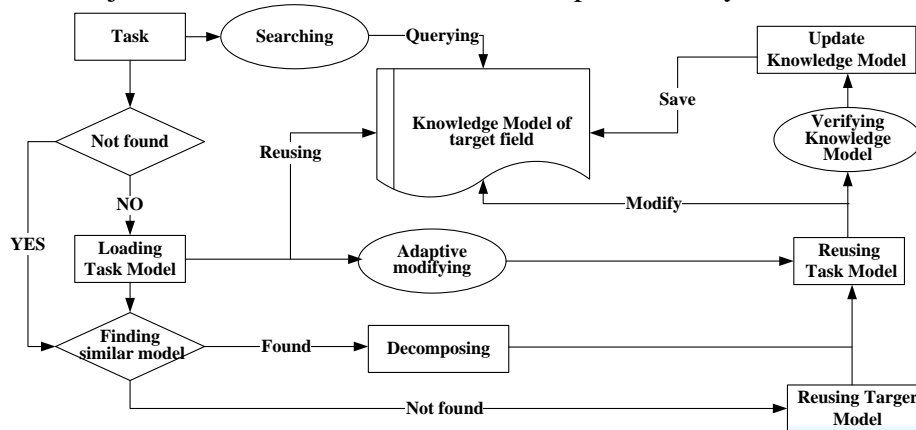 Task
Searching
Querying
Update
Knowledge Model
Save
Knowledge Model of
target field
Verifying
Knowledge
Model
Not found
Reusing
NO
YES
Modify
Loading
Task Model
Adaptive
modifying
Reusing
Task Model
Finding
similar model
Found
Decomposing
Not found
Reusing Targer
Model